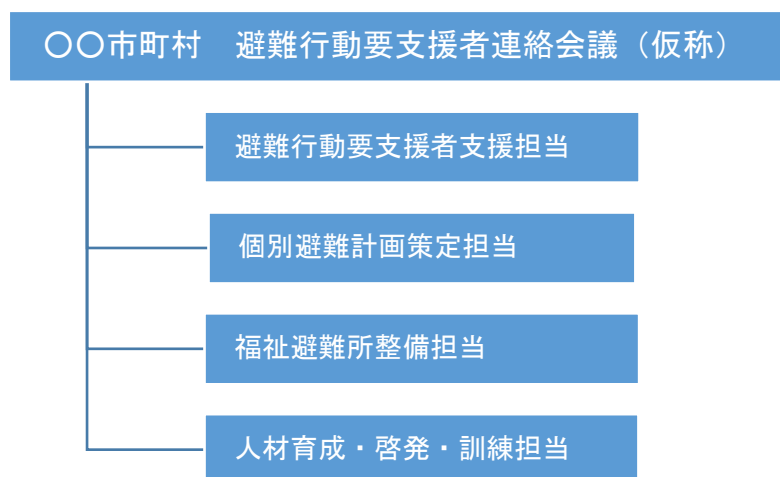 〇〇市町村　避難行動要支援者連絡会議（仮称）
避難行動要支援者支援担当
個別避難計画策定担当
福祉避難所整備担当
人材育成・啓発・訓練担当